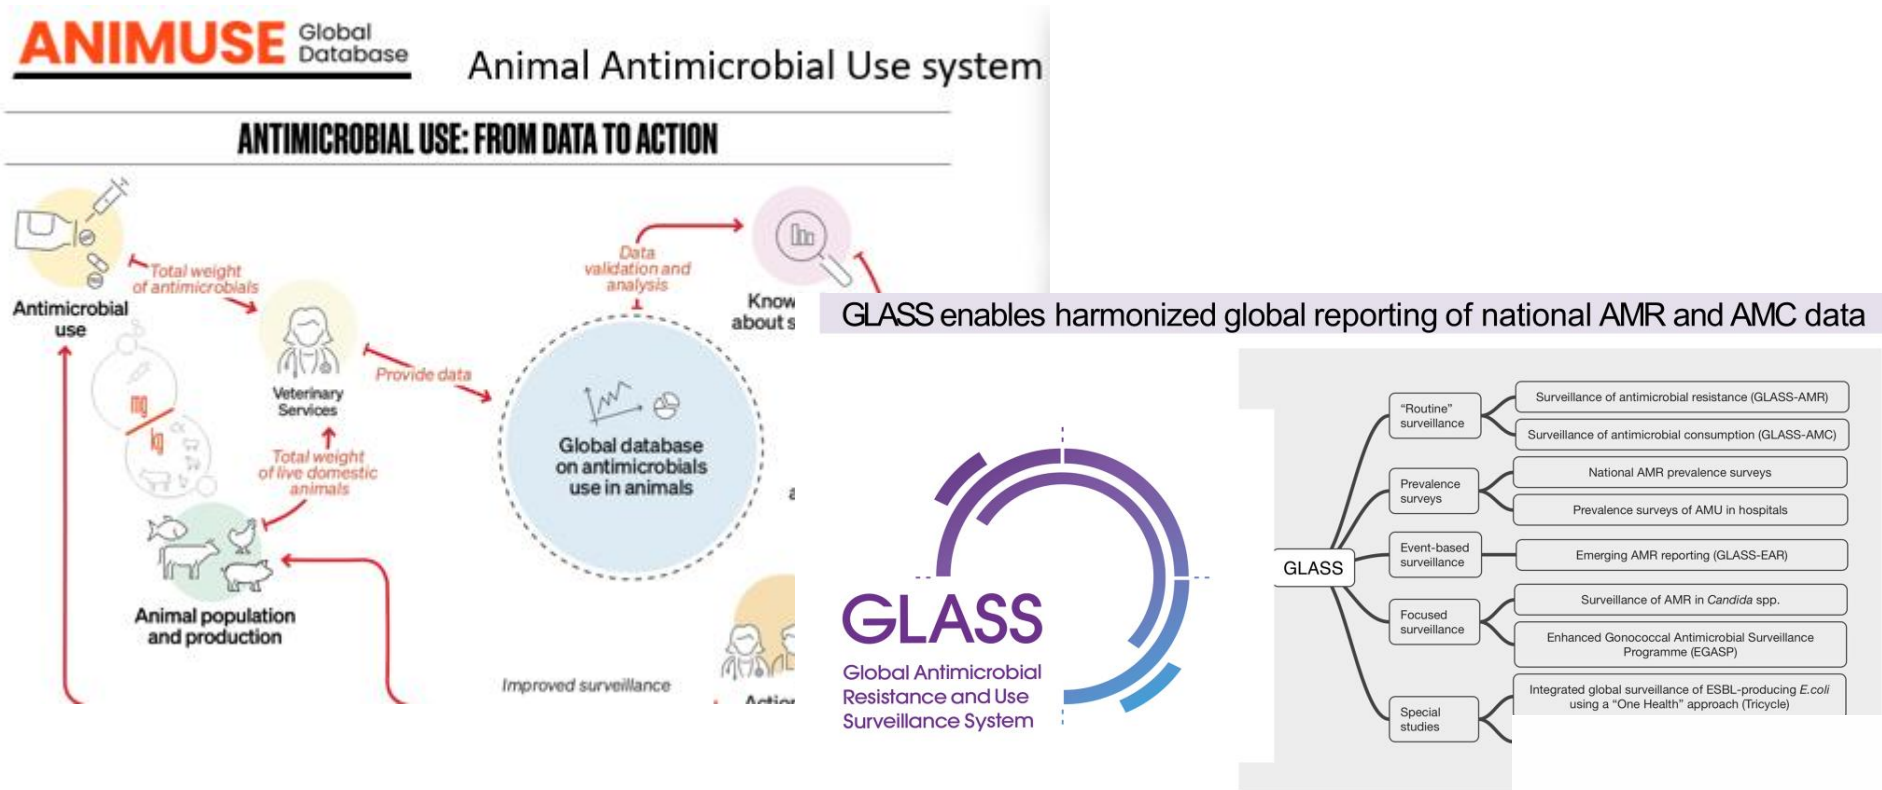 ANIMUSE Global
Database
Animal Antimicrobial Use system
ANTIMICROBIAL USE: FROM DATA TO ACTION
Antimicrobial
use
Total weight
of antimicrobials
mg
kg
Veterinary
Services
Total weight
of live domestic
animals
Animal population
and production
Provide data
Data
validation and
analysis
Global database
on antimicrobials
use in animals
Know
about s
Improved surveillance
GLASS enables harmonized global reporting of national AMR and AMC data
GLASS
Global Antimicrobial
Resistance and Use
Surveillance System
GLASS
"Routine"
surveillance
Surveillance of antimicrobial resistance (GLASS-AMR)
Surveillance of antimicrobial consumption (GLASS-AMC)
Prevalence
surveys
National AMR prevalence surveys
Prevalence surveys of AMU in hospitals
Event-based
surveillance
Emerging AMR reporting (GLASS-EAR)
Focused
surveillance
Surveillance of AMR in Candida spp.
Enhanced Gonococcal Antimicrobial Surveillance
Programme (EGASP)
Special
studies
Integrated global surveillance of ESBL-producing E.coli
using a "One Health" approach (Tricycle)